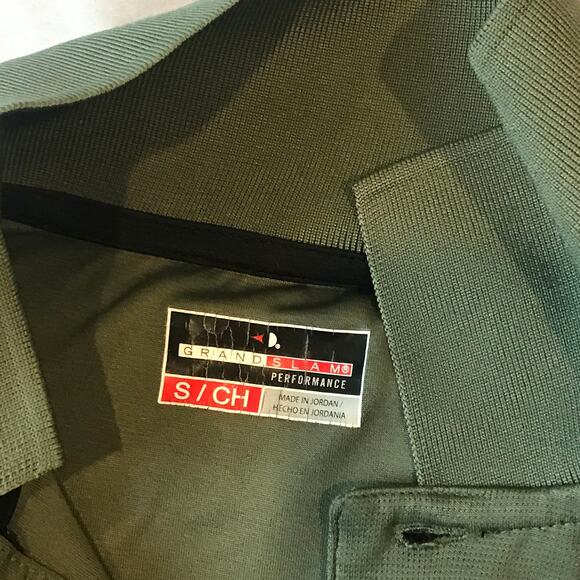 GRANDSLAM®
PERFORMANCE
S / CH
MADE IN JORDAN /
HECHO EN JORDANIA